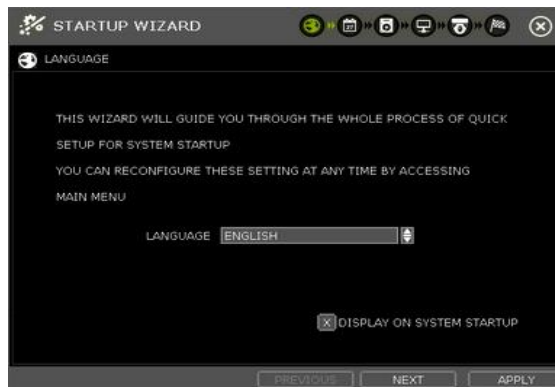 STARTUP WIZARD
LANGUAGE
THIS WIZARD WILL GUIDE YOU THROUGH THE WHOLE PROCESS OF QUICK
SETUP FOR SYSTEM STARTUP
YOU CAN RECONFIGURE THESE SETTING AT ANY TIME BY ACCESSING
MAIN MENU
LANGUAGE ENGLISH
X DISPLAY ON SYSTEM STARTUP
PREVIOUS NEXT APPLY